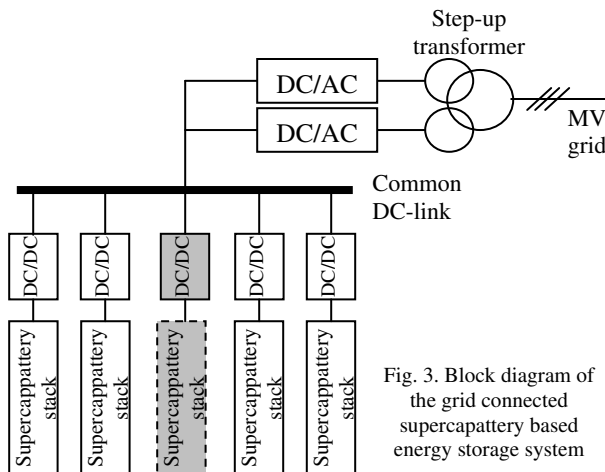 Step-up
transformer
DC/AC
DC/AC
MV
grid
Common
DC-link
DC/DC
DC/DC
DC/DC
DC/DC
DC/DC
Supercappattery
stack
Supercappattery
stack
Supercappattery
stack
Supercappattery
stack
Supercappattery
stack
Fig. 3. Block diagram of
the grid connected
supercapattery based
energy storage system